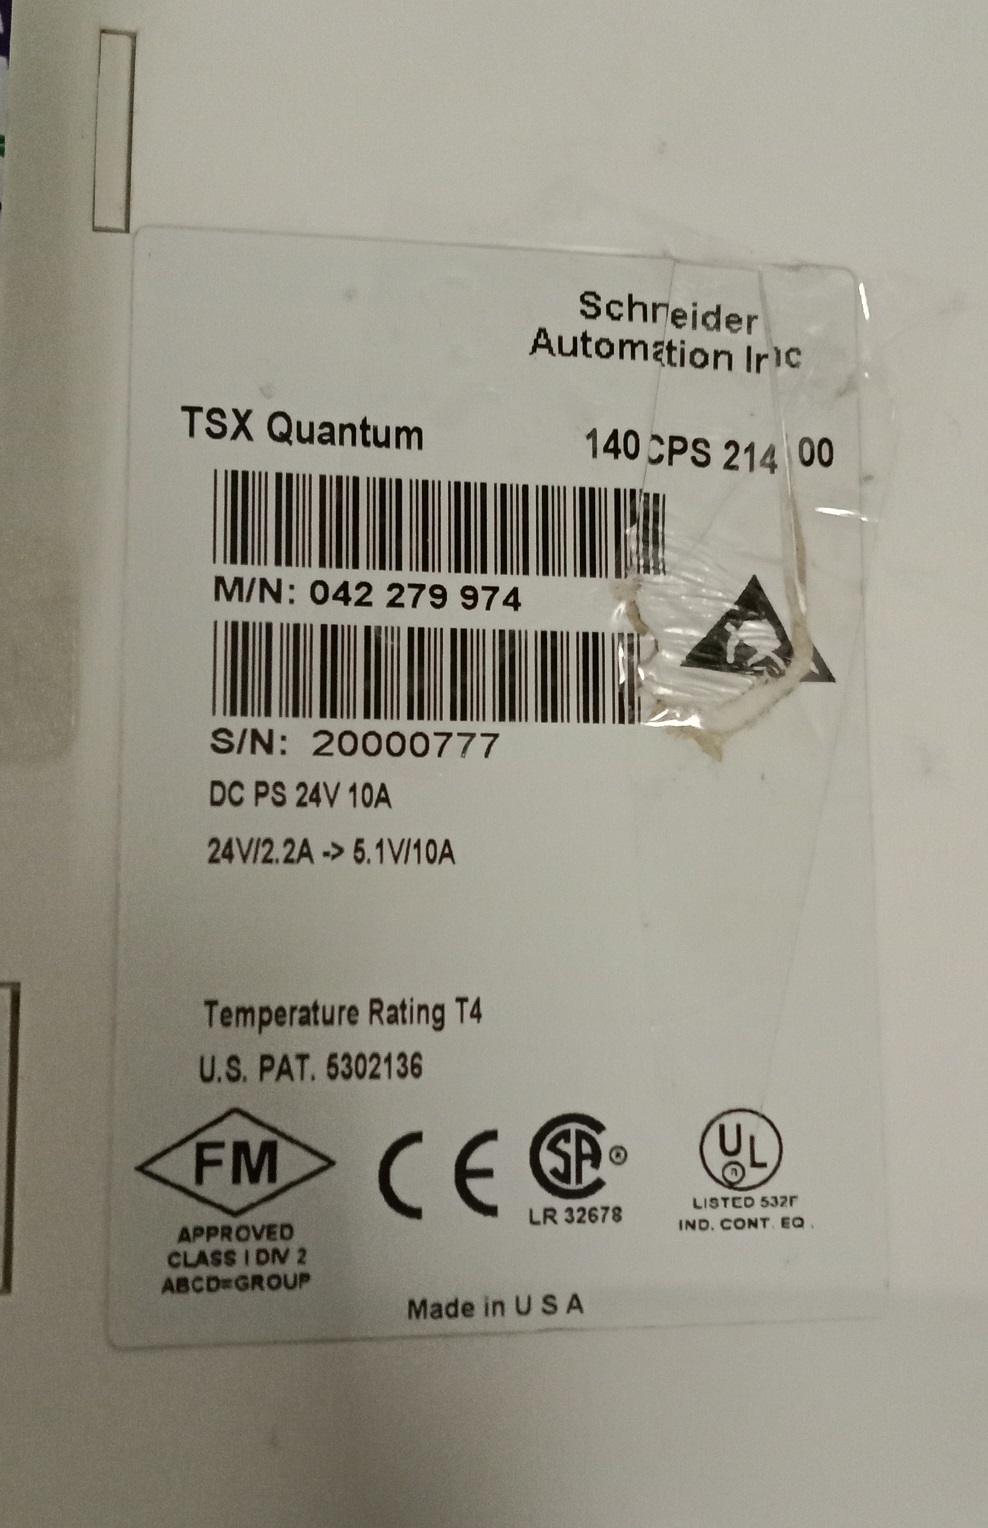 Schneider
Automation Inc
TSX Quantum
140 CPS 214 00
M/N: 042 279 974
S/N: 20000777
DC PS 24V 10A
24V/2.2A -> 5.1V/10A
Temperature Rating T4
U.S. PAT. 5302136
FM
APPROVED
CLASS I DIV 2
ABCD=GROUP
CE
SA ®
LR 32678
UL
LISTED 532F
IND. CONT. EQ.
Made in U S A